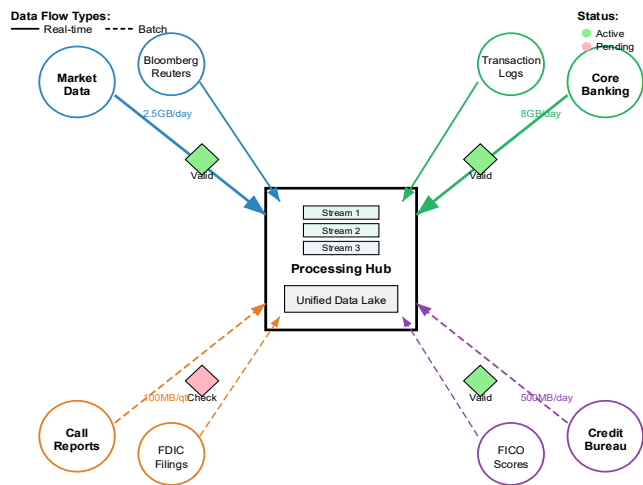 Data Flow Types:
Real-time
Batch
Status:
Active
Pending
Market
Data
Bloomberg
Reuters
Transaction
Logs
Core
Banking
2.5GB/day
8GB/day
Valid
Valid
Stream 1
Stream 2
Stream 3
Processing Hub
Unified Data Lake
Check
Valid
500MB/day
Call
Reports
FDIC
Filings
FICO
Scores
Credit
Bureau